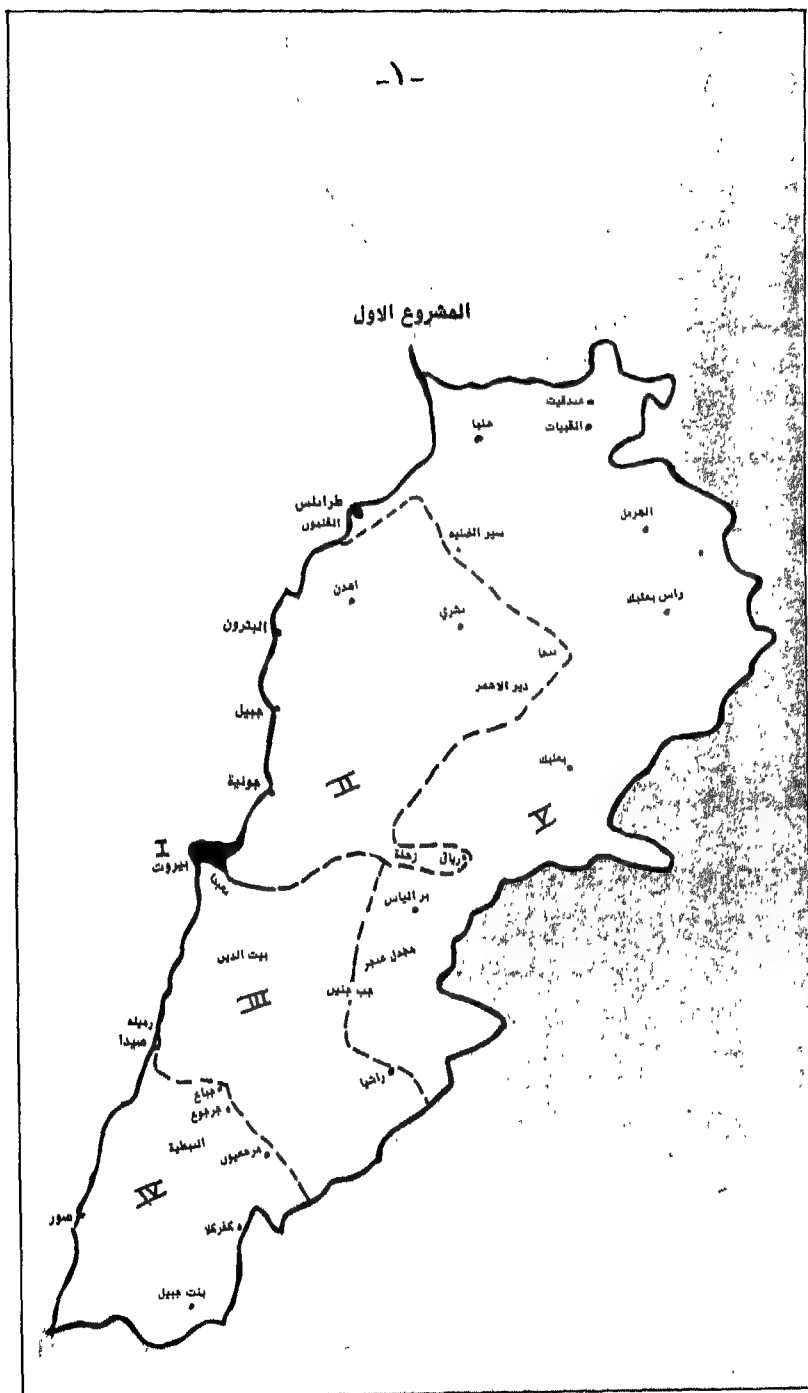 -١-
المشروع الاول
عندقيت
القبيات
حلبا
طرابلس
القلمون
الهرمل
سير الضنيه
اهدن
بشري
راس بعلبك
البترون
دير الاحمر
جبيل
بعلبك
جونية
II
V
I
بيروت
زحلة
رياق
بعبدا
بر الياس
مجدل عنجر
بيت الدين
جب جنين
III
رميله
صيدا
راشيا
جباع
جرجوع
النبطية
مرجعيون
IV
صور
كفركلا
بنت جبيل